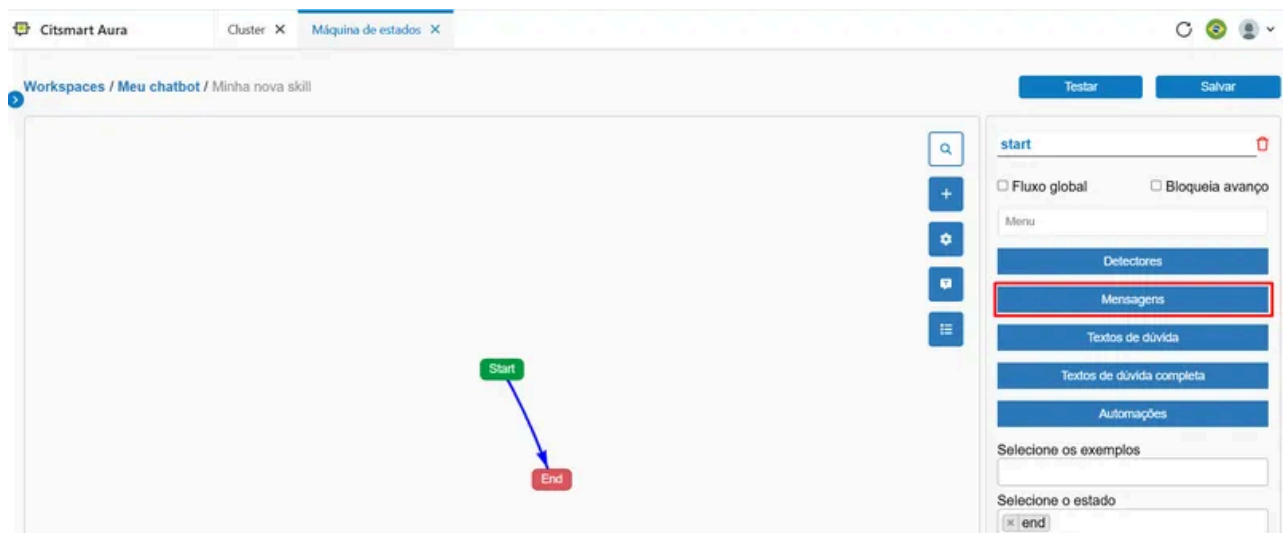 Citsmart Aura Cluster X Máquina de estados X
Workspaces / Meu chatbot / Minha nova skill Testar Salvar
start
Fluxo global Bloqueia avanço
Menu
Detectores
Mensagens
Textos de dúvida
Textos de dúvida completa
Automações
Selecione os exemplos
Selecione o estado
× end
Start
End